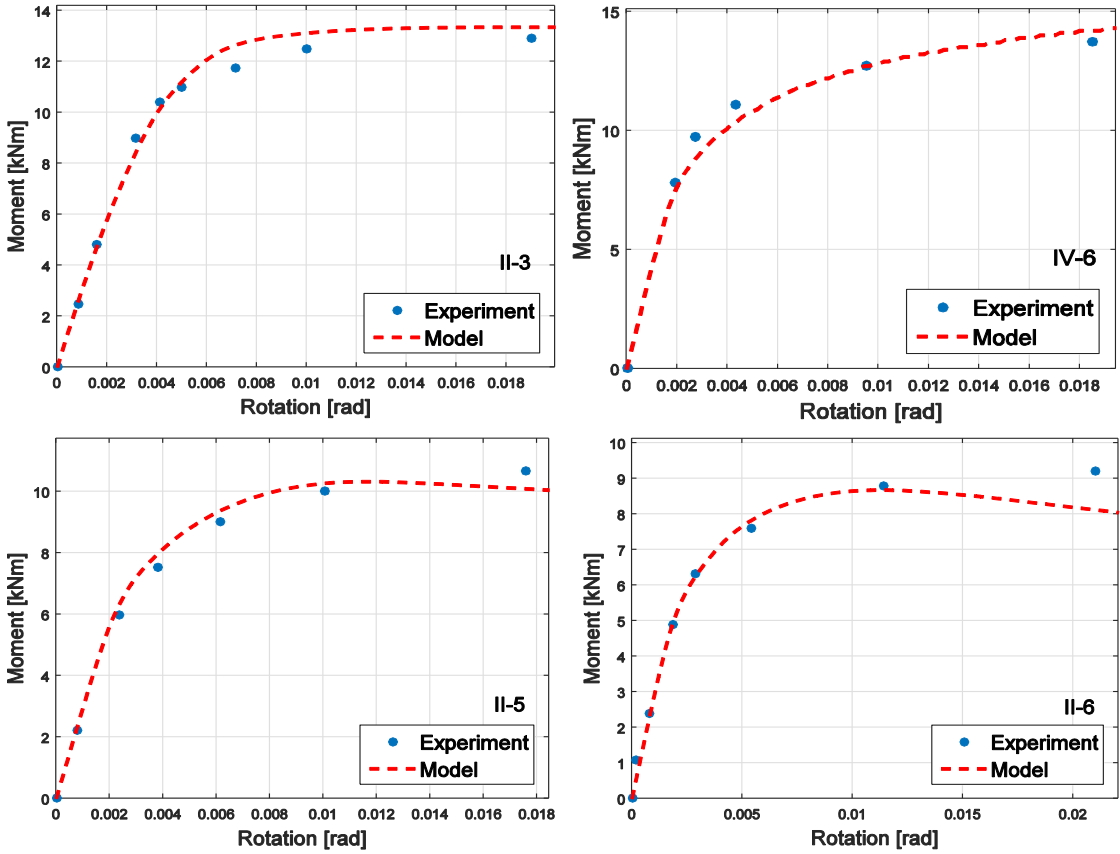 14
12
10
8
6
4
2
0
Moment [kNm]
II-3
Experiment
Model
0 0.002 0.004 0.006 0.008 0.01 0.012 0.014 0.016 0.018
Rotation [rad]
15
10
5
0
Moment [kNm]
IV-6
Experiment
Model
0 0.002 0.004 0.006 0.008 0.01 0.012 0.014 0.016 0.018
Rotation [rad]
10
8
6
4
2
0
Moment [kNm]
II-5
Experiment
Model
0 0.002 0.004 0.006 0.008 0.01 0.012 0.014 0.016 0.018
Rotation [rad]
10
9
8
7
6
5
4
3
2
1
0
Moment [kNm]
II-6
Experiment
Model
0 0.005 0.01 0.015 0.02
Rotation [rad]